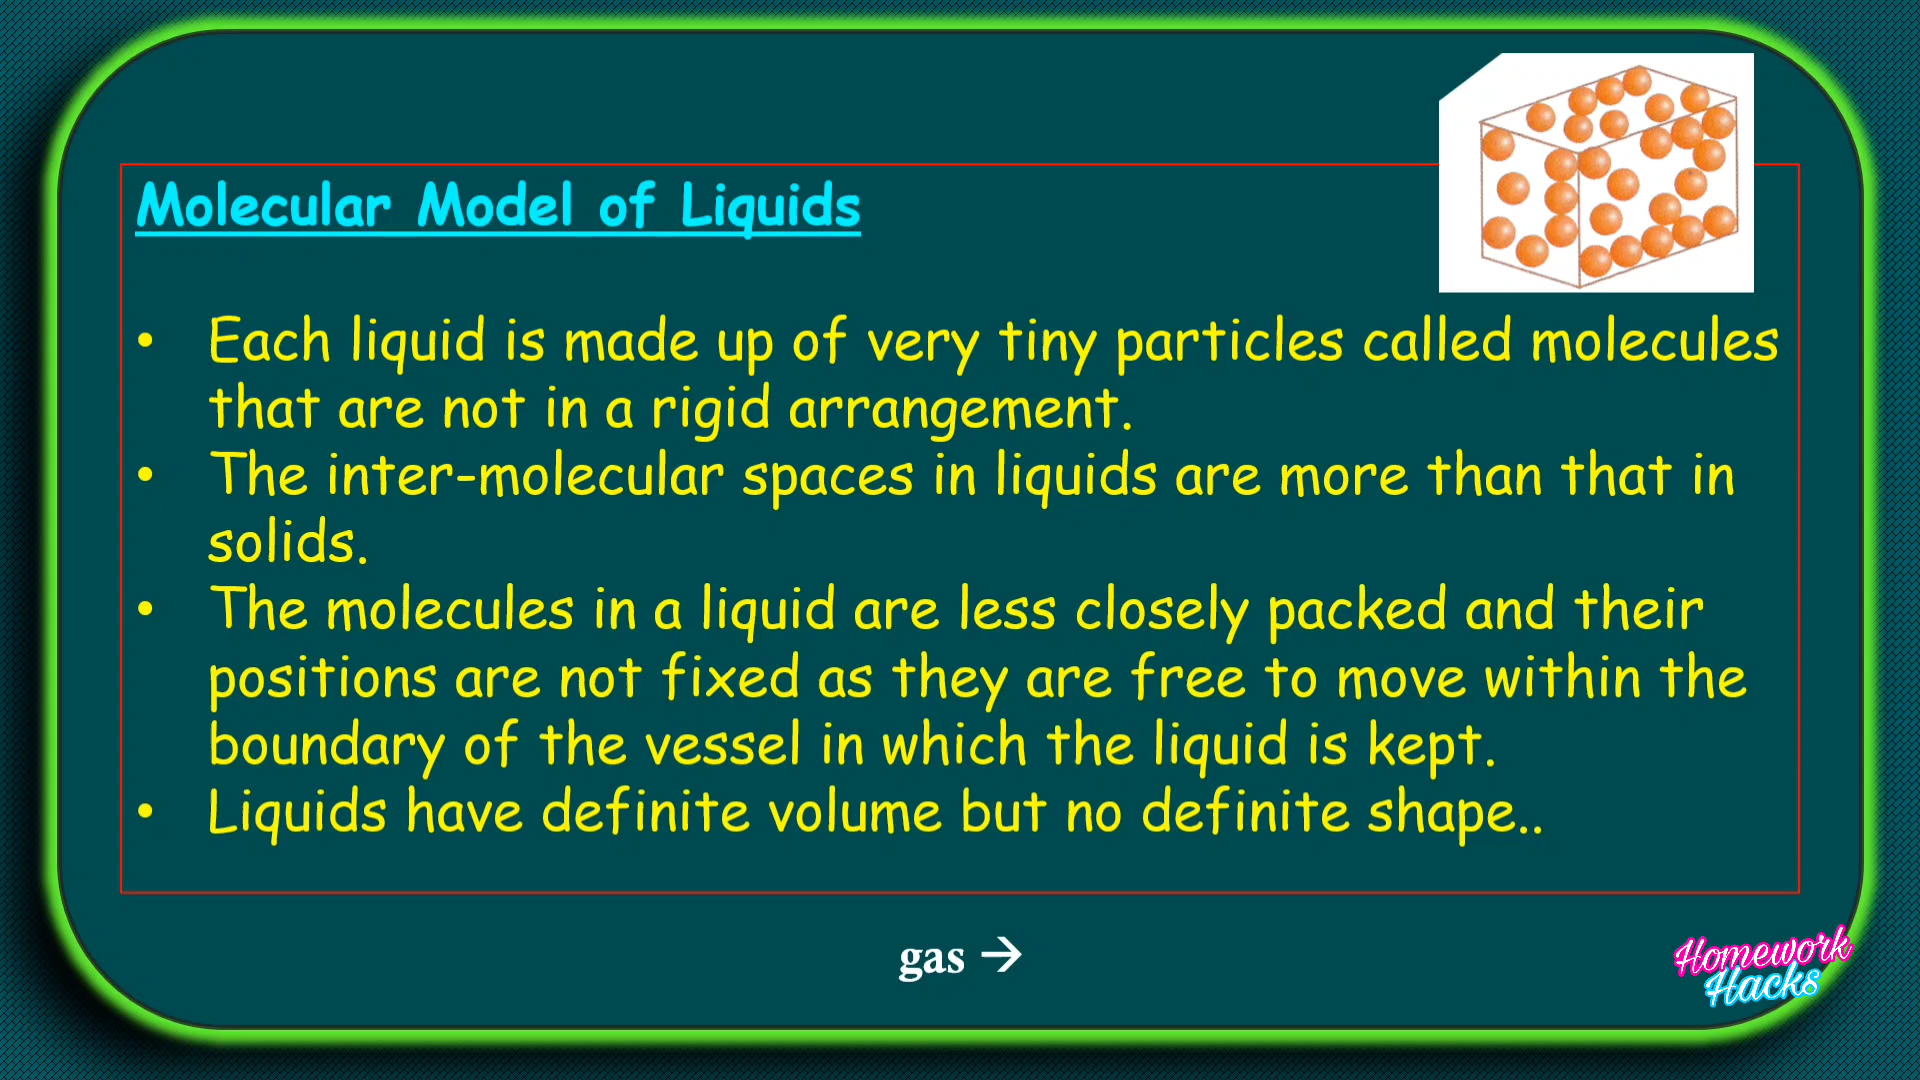 Molecular Model of Liquids
• Each liquid is made up of very tiny particles called molecules
that are not in a rigid arrangement.
• The inter-molecular spaces in liquids are more than that in
solids.
• The molecules in a liquid are less closely packed and their
positions are not fixed as they are free to move within the
boundary of the vessel in which the liquid is kept.
• Liquids have definite volume but no definite shape..
gas →
Homework
Hacks